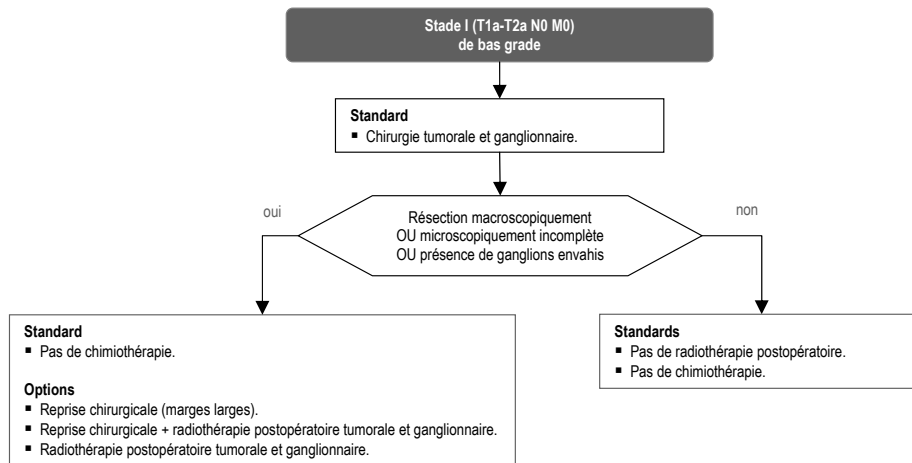 Stade I (T1a-T2a N0 M0)
de bas grade
Standard
▪ Chirurgie tumorale et ganglionnaire.
oui
Résection macroscopiquement
OU microscopiquement incomplète
OU présence de ganglions envahis
non
Standard
▪ Pas de chimiothérapie.
Options
▪ Reprise chirurgicale (marges larges).
▪ Reprise chirurgicale + radiothérapie postopératoire tumorale et ganglionnaire.
▪ Radiothérapie postopératoire tumorale et ganglionnaire.
Standards
▪ Pas de radiothérapie postopératoire.
▪ Pas de chimiothérapie.